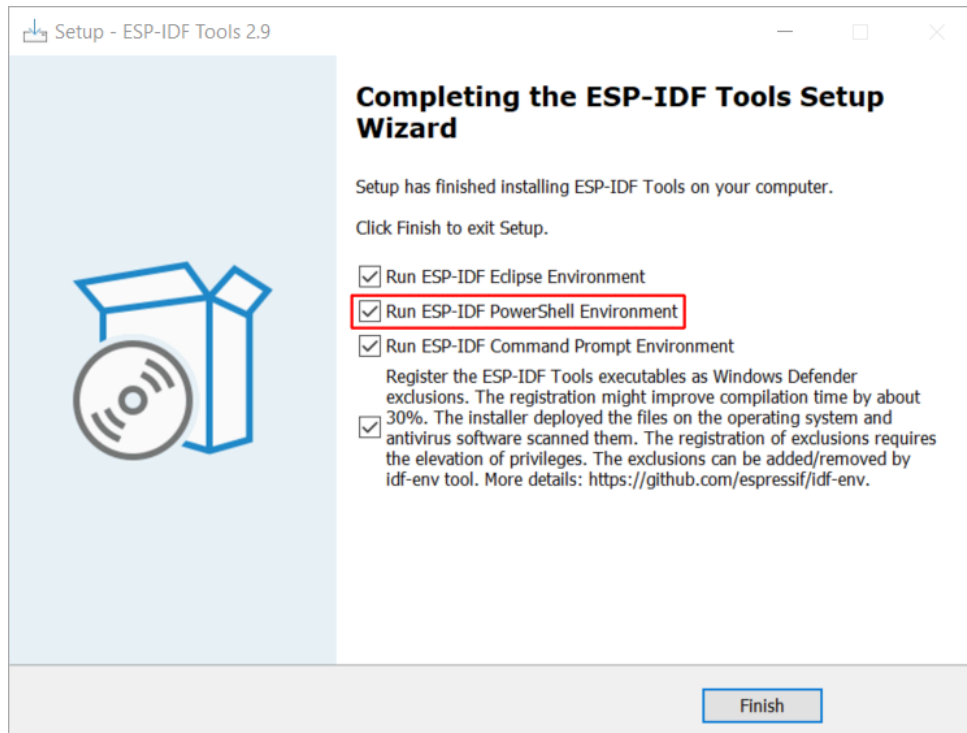 Setup - ESP-IDF Tools 2.9
Completing the ESP-IDF Tools Setup
Wizard
Setup has finished installing ESP-IDF Tools on your computer.
Click Finish to exit Setup.
Run ESP-IDF Eclipse Environment
Run ESP-IDF PowerShell Environment
Run ESP-IDF Command Prompt Environment
Register the ESP-IDF Tools executables as Windows Defender
exclusions. The registration might improve compilation time by about
30%. The installer deployed the files on the operating system and
antivirus software scanned them. The registration of exclusions requires
the elevation of privileges. The exclusions can be added/removed by
idf-env tool. More details: https://github.com/espressif/idf-env.
Finish